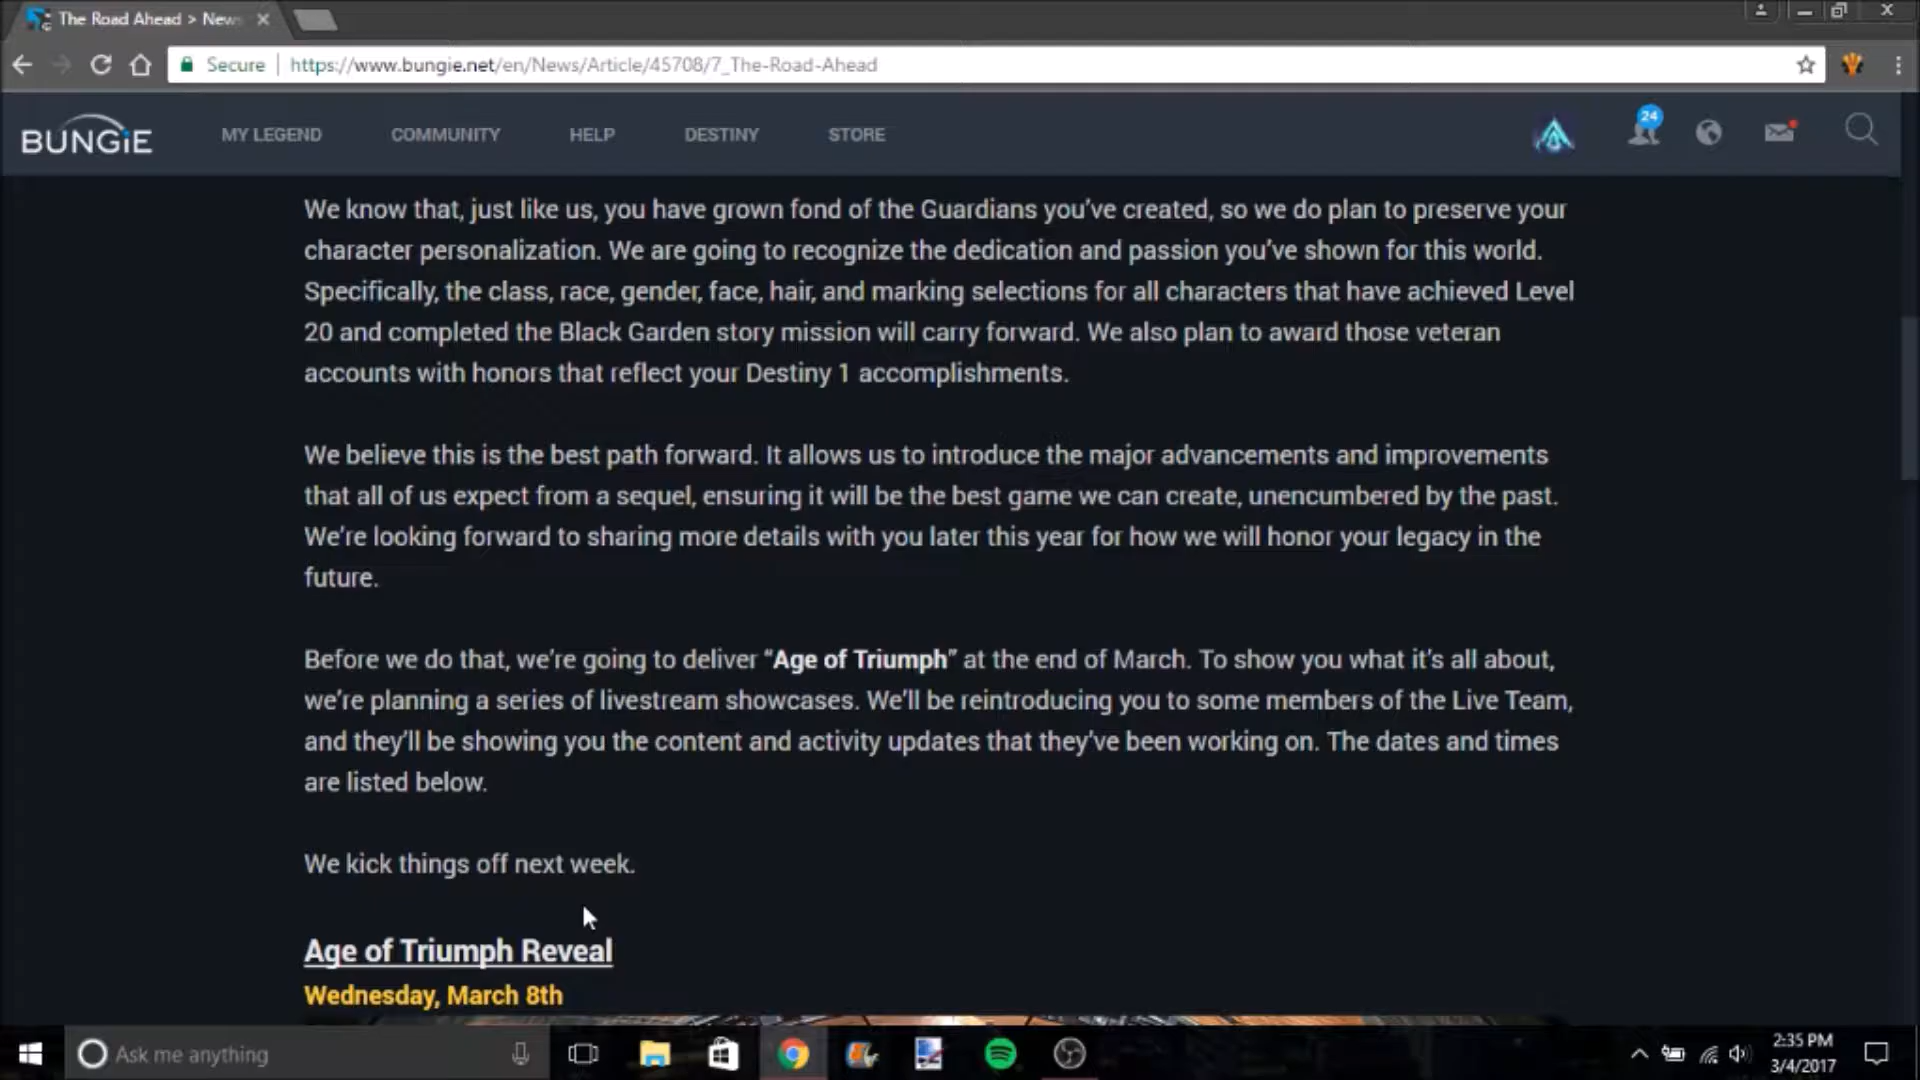 The Road Ahead > News
Secure
https://www.bungie.net/en/News/Article/45708/7_The-Road-Ahead
BUNGiE
MY LEGEND
COMMUNITY
HELP
DESTINY
STORE
24
We know that, just like us, you have grown fond of the Guardians you've created, so we do plan to preserve your
character personalization. We are going to recognize the dedication and passion you've shown for this world.
Specifically, the class, race, gender, face, hair, and marking selections for all characters that have achieved Level
20 and completed the Black Garden story mission will carry forward. We also plan to award those veteran
accounts with honors that reflect your Destiny 1 accomplishments.
We believe this is the best path forward. It allows us to introduce the major advancements and improvements
that all of us expect from a sequel, ensuring it will be the best game we can create, unencumbered by the past.
We're looking forward to sharing more details with you later this year for how we will honor your legacy in the
future.
Before we do that, we're going to deliver “Age of Triumph” at the end of March. To show you what it's all about,
we're planning a series of livestream showcases. We'll be reintroducing you to some members of the Live Team,
and they'll be showing you the content and activity updates that they've been working on. The dates and times
are listed below.
We kick things off next week.
Age of Triumph Reveal
Wednesday, March 8th
Ask me anything
2:35 PM
3/4/2017